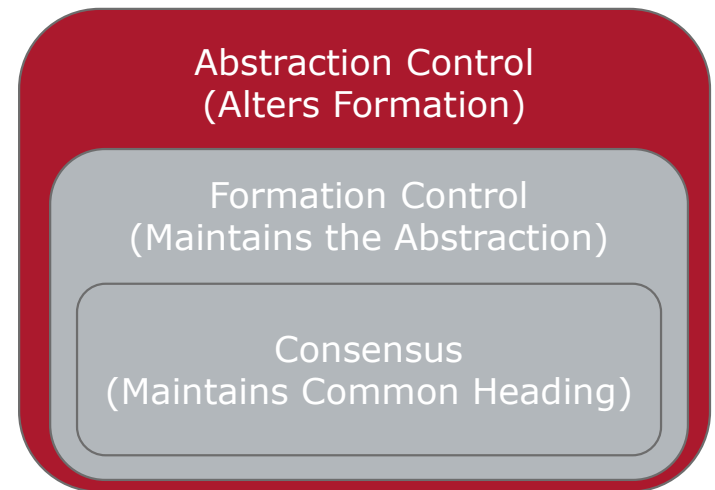 Abstraction Control
(Alters Formation)
Formation Control
(Maintains the Abstraction)
Consensus
(Maintains Common Heading)